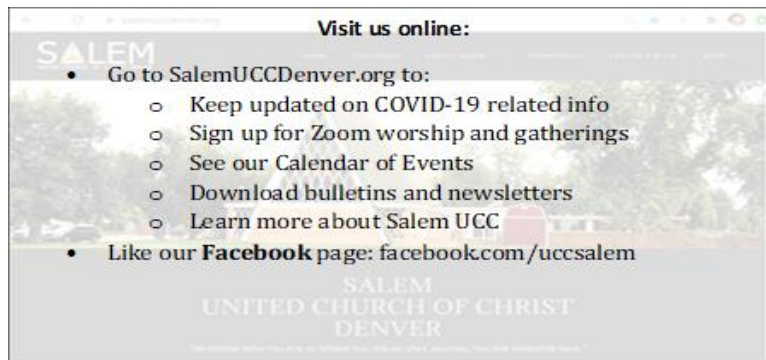 Visit us online:
SALEM
• Go to SalemUCCDenver.org to:
o Keep updated on COVID-19 related info
o Sign up for Zoom worship and gatherings
o See our Calendar of Events
o Download bulletins and newsletters
o Learn more about Salem UCC
• Like our Facebook page: facebook.com/uccsalem
SALEM
UNITED CHURCH OF CHRIST
DENVER